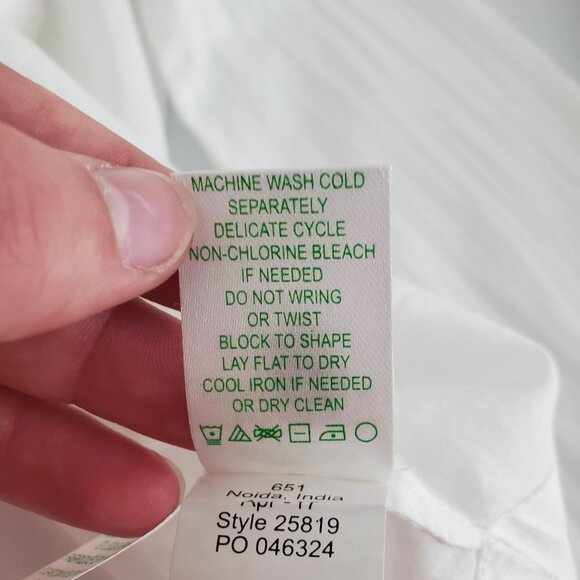 MACHINE WASH COLD
SEPARATELY
DELICATE CYCLE
NON-CHLORINE BLEACH
IF NEEDED
DO NOT WRING
OR TWIST
BLOCK TO SHAPE
LAY FLAT TO DRY
COOL IRON IF NEEDED
OR DRY CLEAN
651
Noida, India
Style 25819
PO 046324